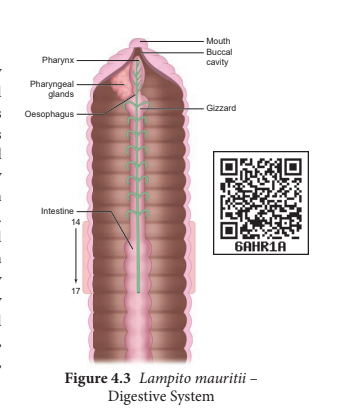 Mouth
Buccal
cavity
Pharynx
Pharyngeal
glands
Oesophagus
Gizzard
Intestine
14
17
6AHR1A
Figure 4.3 Lampito mauritii –
Digestive System